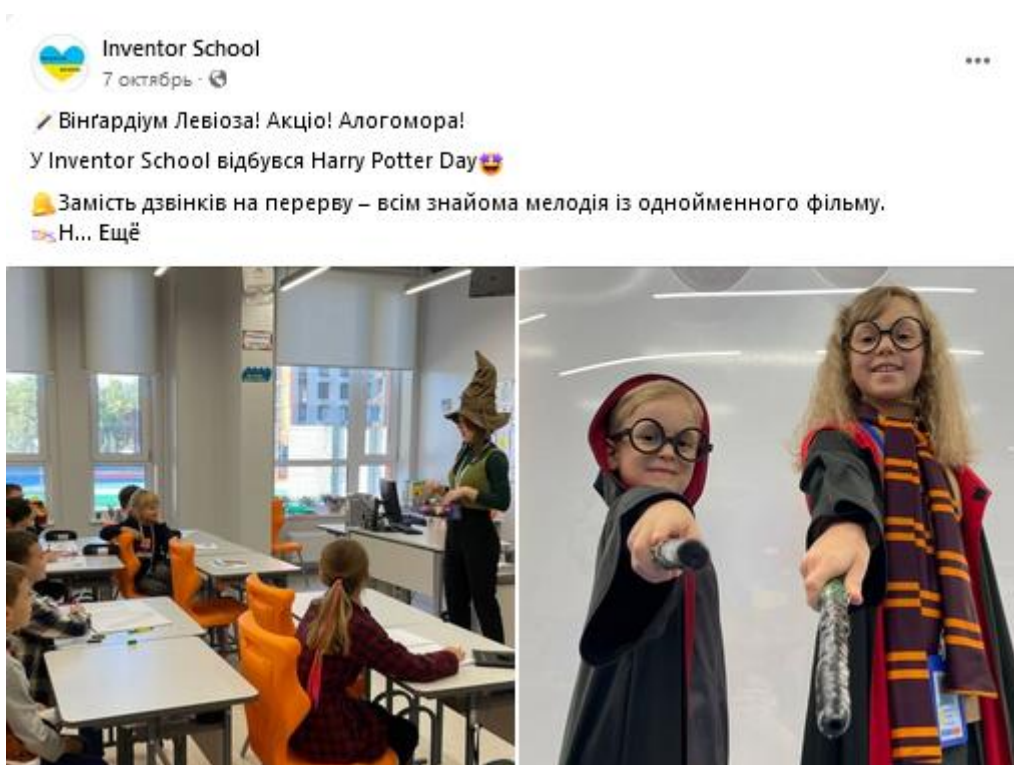 Inventor School
7 октябрь ·
Вінґардіум Левіоза! Акціо! Алогомора!
У Inventor School відбувся Harry Potter Day
Замість дзвінків на перерву – всім знайома мелодія із однойменного фільму.
Н... Ещё